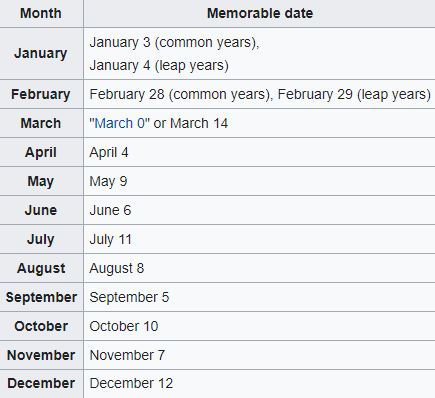 Month Memorable date
January January 3 (common years),
January 4 (leap years)
February February 28 (common years), February 29 (leap years)
March "March 0" or March 14
April April 4
May May 9
June June 6
July July 11
August August 8
September September 5
October October 10
November November 7
December December 12